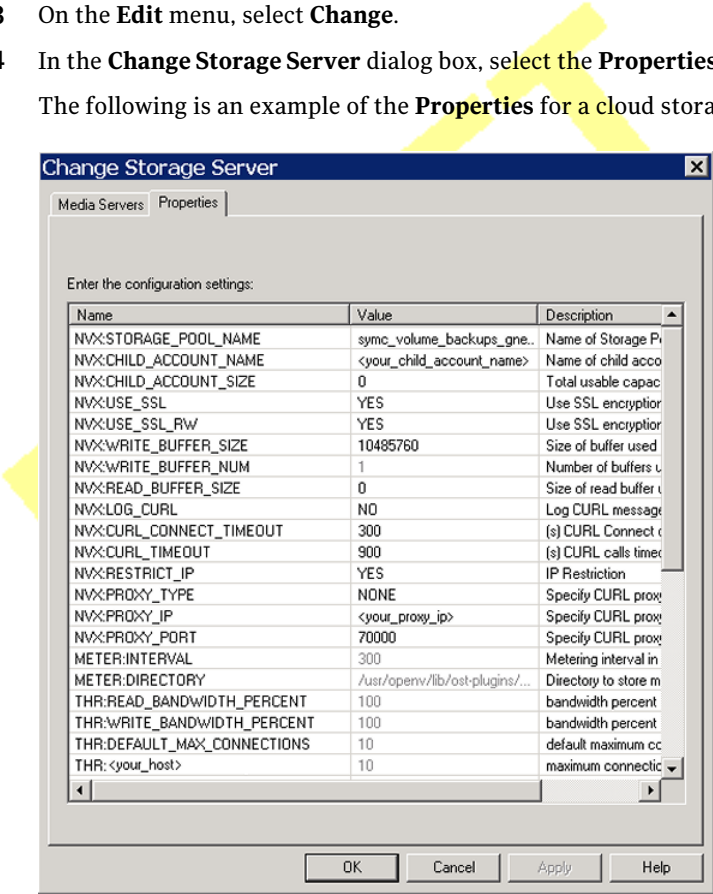 3 On the Edit menu, select Change.
4 In the Change Storage Server dialog box, select the Properties
The following is an example of the Properties for a cloud stora
Change Storage Server
Media Servers Properties
Enter the configuration settings:
Name Value Description
NVX:STORAGE_POOL_NAME symc_volume_backups_gne.. Name of Storage P
NVX:CHILD_ACCOUNT_NAME <your_child_account_name> Name of child acco
NVX:CHILD_ACCOUNT_SIZE 0 Total usable capac
NVX:USE_SSL YES Use SSL encryption
NVX:USE_SSL_RW YES Use SSL encryption
NVX:WRITE_BUFFER_SIZE 10485760 Size of buffer used
NVX:WRITE_BUFFER_NUM 1 Number of buffers u
NVX:READ_BUFFER_SIZE 0 Size of read buffer u
NVX:LOG_CURL NO Log CURL message
NVX:CURL_CONNECT_TIMEOUT 300 (s) CURL Connect
NVX:CURL_TIMEOUT 900 (s) CURL calls timeo
NVX:RESTRICT_IP YES IP Restriction
NVX:PROXY_TYPE NONE Specify CURL proxy
NVX:PROXY_IP <your_proxy_ip> Specify CURL proxy
NVX:PROXY_PORT 70000 Specify CURL proxy
METER:INTERVAL 300 Metering interval in
METER:DIRECTORY /usr/openv/lib/ost-plugins/... Directory to store m
THR:READ_BANDWIDTH_PERCENT 100 bandwidth percent
THR:WRITE_BANDWIDTH_PERCENT 100 bandwidth percent
THR:DEFAULT_MAX_CONNECTIONS 10 default maximum co
THR:<your_host> 10 maximum connectio
OK Cancel Apply Help